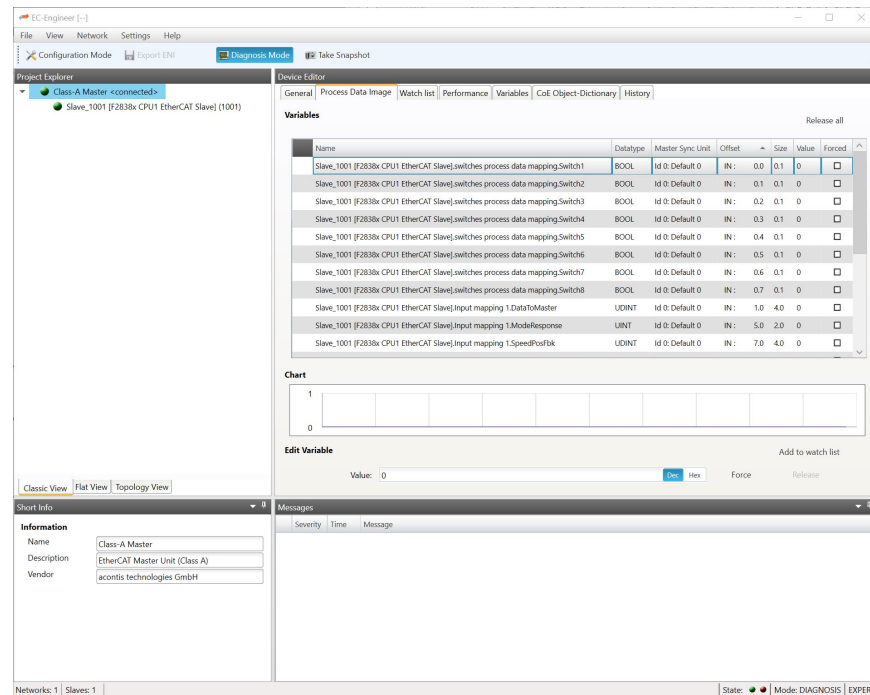 EC-Engineer [--]
File View Network Settings Help
Configuration Mode Export ENI Diagnosis Mode Take Snapshot
Project Explorer
Class-A Master <connected>
Slave_1001 [F2838x CPU1 EtherCAT Slave] (1001)
Classic View Flat View Topology View
Device Editor
General Process Data Image Watch list Performance Variables CoE Object-Dictionary History
Variables
Release all
Name Datatype Master Sync Unit Offset Size Value Forced
Slave_1001 [F2838x CPU1 EtherCAT Slave].switches process data mapping.Switch1 BOOL Id 0: Default 0 IN : 0.0 0.1 0
Slave_1001 [F2838x CPU1 EtherCAT Slave].switches process data mapping.Switch2 BOOL Id 0: Default 0 IN : 0.1 0.1 0
Slave_1001 [F2838x CPU1 EtherCAT Slave].switches process data mapping.Switch3 BOOL Id 0: Default 0 IN : 0.2 0.1 0
Slave_1001 [F2838x CPU1 EtherCAT Slave].switches process data mapping.Switch4 BOOL Id 0: Default 0 IN : 0.3 0.1 0
Slave_1001 [F2838x CPU1 EtherCAT Slave].switches process data mapping.Switch5 BOOL Id 0: Default 0 IN : 0.4 0.1 0
Slave_1001 [F2838x CPU1 EtherCAT Slave].switches process data mapping.Switch6 BOOL Id 0: Default 0 IN : 0.5 0.1 0
Slave_1001 [F2838x CPU1 EtherCAT Slave].switches process data mapping.Switch7 BOOL Id 0: Default 0 IN : 0.6 0.1 0
Slave_1001 [F2838x CPU1 EtherCAT Slave].switches process data mapping.Switch8 BOOL Id 0: Default 0 IN : 0.7 0.1 0
Slave_1001 [F2838x CPU1 EtherCAT Slave].Input mapping 1.DataToMaster UDINT Id 0: Default 0 IN : 1.0 4.0 0
Slave_1001 [F2838x CPU1 EtherCAT Slave].Input mapping 1.ModeResponse UINT Id 0: Default 0 IN : 5.0 2.0 0
Slave_1001 [F2838x CPU1 EtherCAT Slave].Input mapping 1.SpeedPosFbk UDINT Id 0: Default 0 IN : 7.0 4.0 0
Chart
1
0
Edit Variable
Add to watch list
Value: 0 Dec Hex Force Release
Short Info
Information
Name Class-A Master
Description EtherCAT Master Unit (Class A)
Vendor acontis technologies GmbH
Messages
Severity Time Message
Networks: 1 Slaves: 1 State: Mode: DIAGNOSIS EXPER